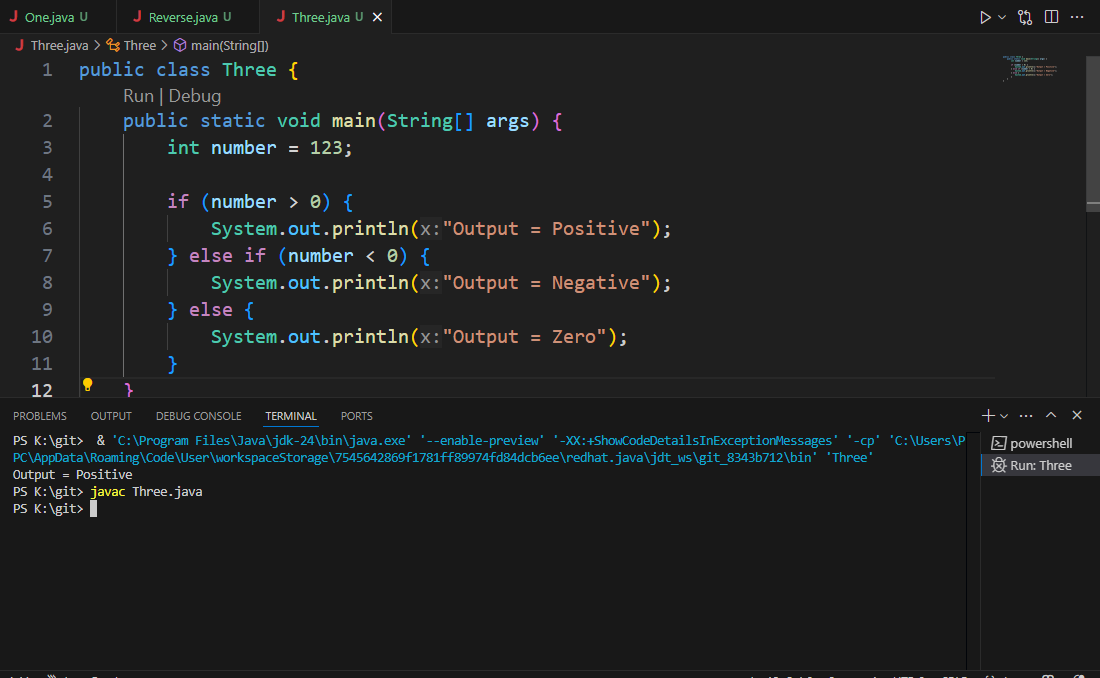 J One.java U J Reverse.java U J Three.java U
J Three.java > Three > main(String[])
1 public class Three {
Run | Debug
2 public static void main(String[] args) {
3 int number = 123;
4
5 if (number > 0) {
6 System.out.println(x:"Output = Positive");
7 } else if (number < 0) {
8 System.out.println(x:"Output = Negative");
9 } else {
10 System.out.println(x:"Output = Zero");
11 }
12 }
PROBLEMS OUTPUT DEBUG CONSOLE TERMINAL PORTS
PS K:\git> & 'C:\Program Files\Java\jdk-24\bin\java.exe' '--enable-preview' '-XX:+ShowCodeDetailsInExceptionMessages' '-cp' 'C:\Users\P
PC\AppData\Roaming\Code\User\workspaceStorage\7545642869f1781ff89974fd84dcb6ee\redhat.java\jdt_ws\git_8343b712\bin' 'Three'
Output = Positive
PS K:\git> javac Three.java
PS K:\git>
powershell
Run: Three